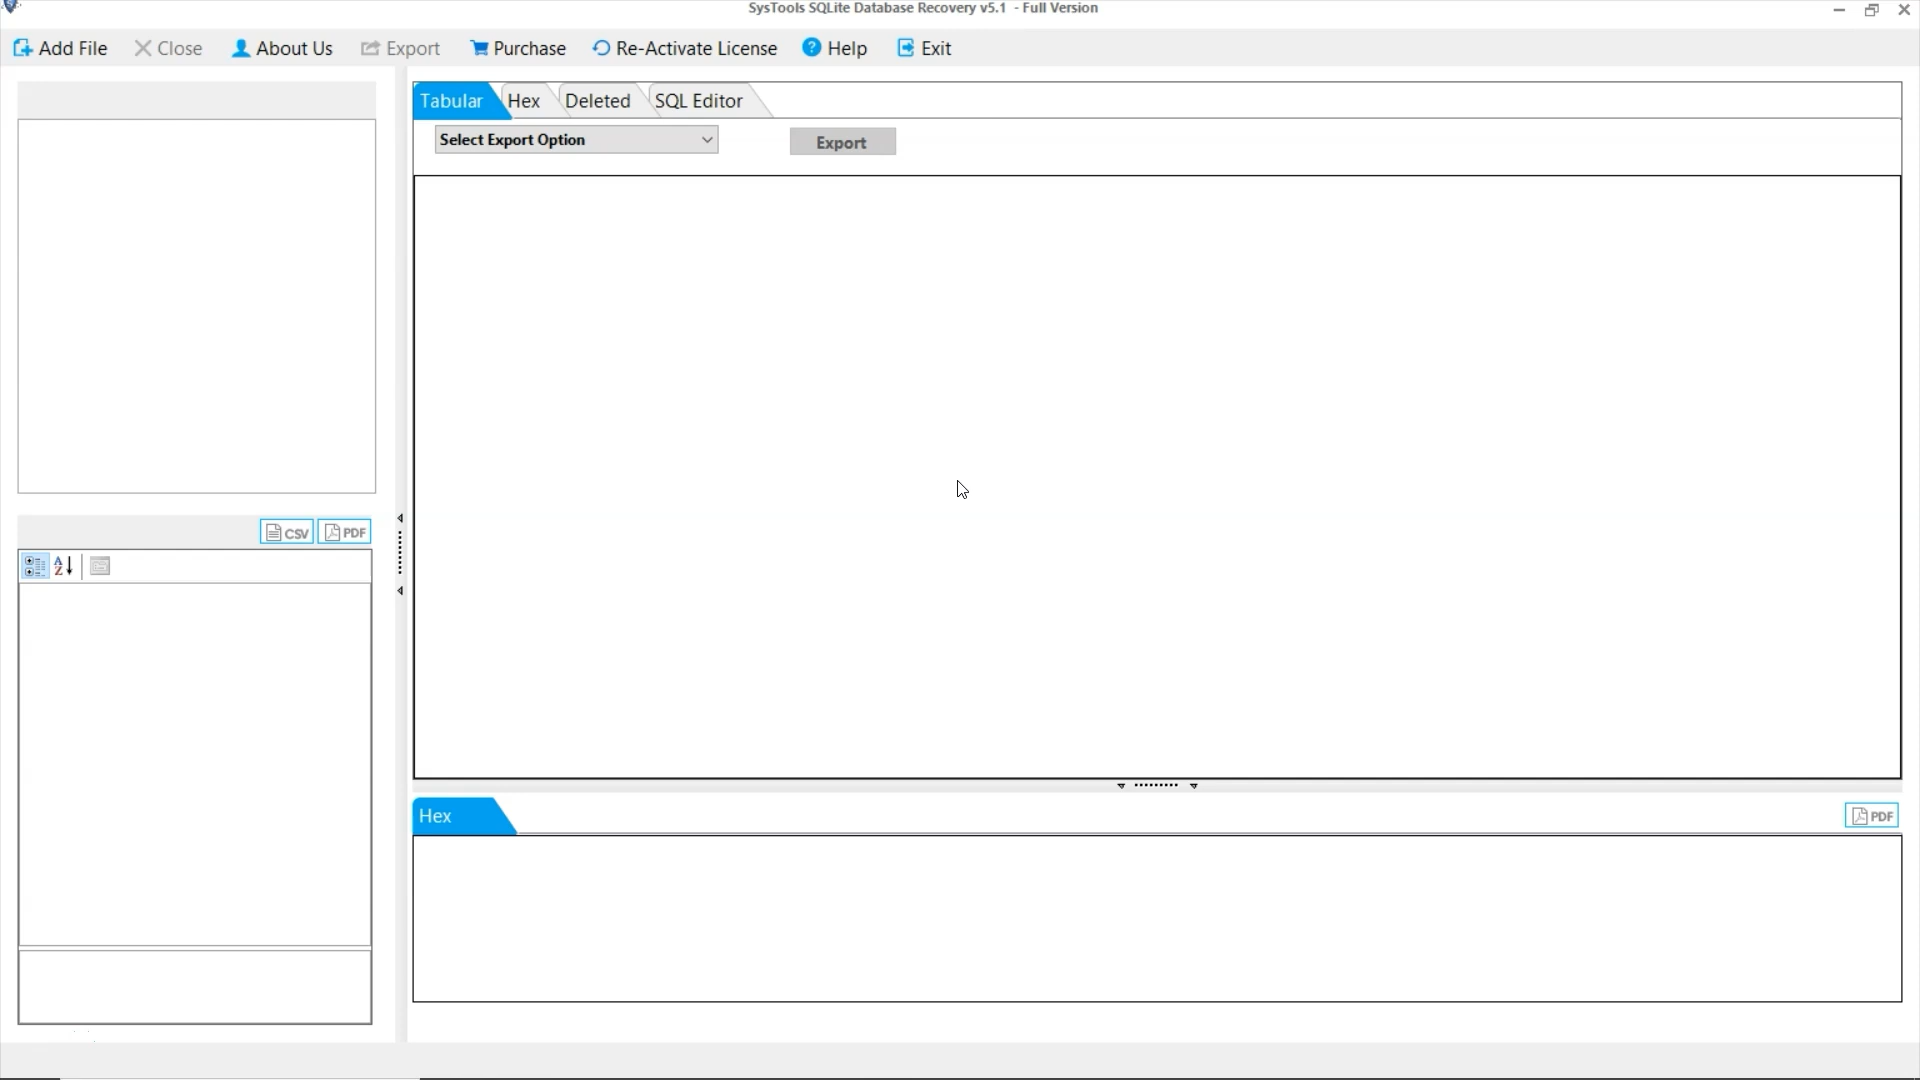 SysTools SQLite Database Recovery v5.1 - Full Version
Add File Close About Us Export Purchase Re-Activate License Help Exit
Tabular Hex Deleted SQL Editor
Select Export Option Export
CSV PDF
Hex PDF